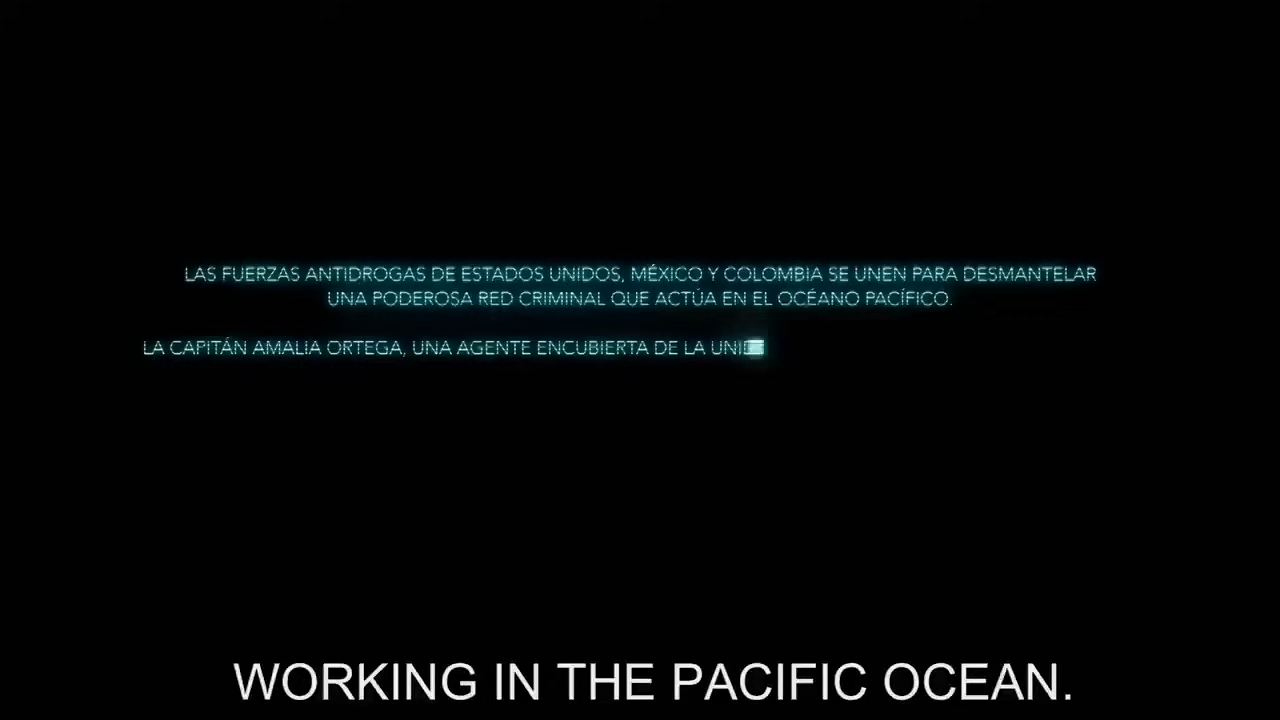 LAS FUERZAS ANTIDROGAS DE ESTADOS UNIDOS, MÉXICO Y COLOMBIA SE UNEN PARA DESMANTELAR
UNA PODEROSA RED CRIMINAL QUE ACTÚA EN EL OCÉANO PACÍFICO.
LA CAPITÁN AMALIA ORTEGA, UNA AGENTE ENCUBIERTA DE LA
WORKING IN THE PACIFIC OCEAN.